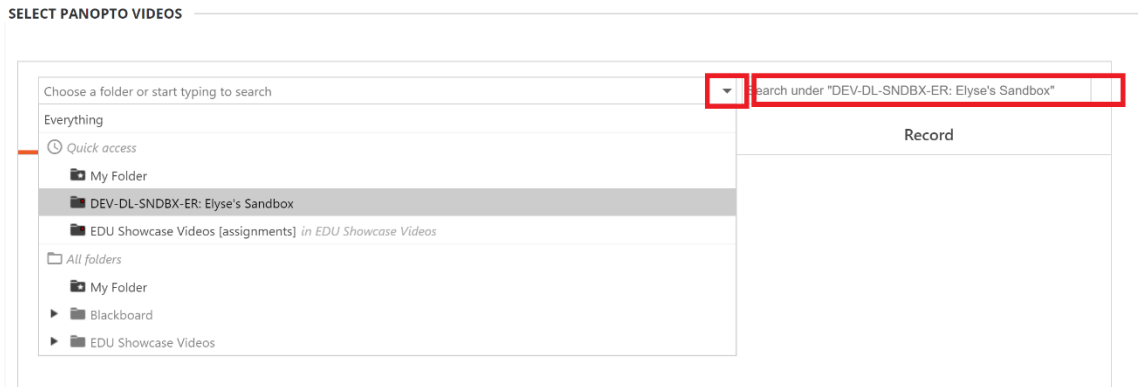 SELECT PANOPTO VIDEOS
Choose a folder or start typing to search
Search under "DEV-DL-SNDBX-ER: Elyse's Sandbox"
Everything
Record
Quick access
My Folder
DEV-DL-SNDBX-ER: Elyse's Sandbox
EDU Showcase Videos [assignments] in EDU Showcase Videos
All folders
My Folder
Blackboard
EDU Showcase Videos